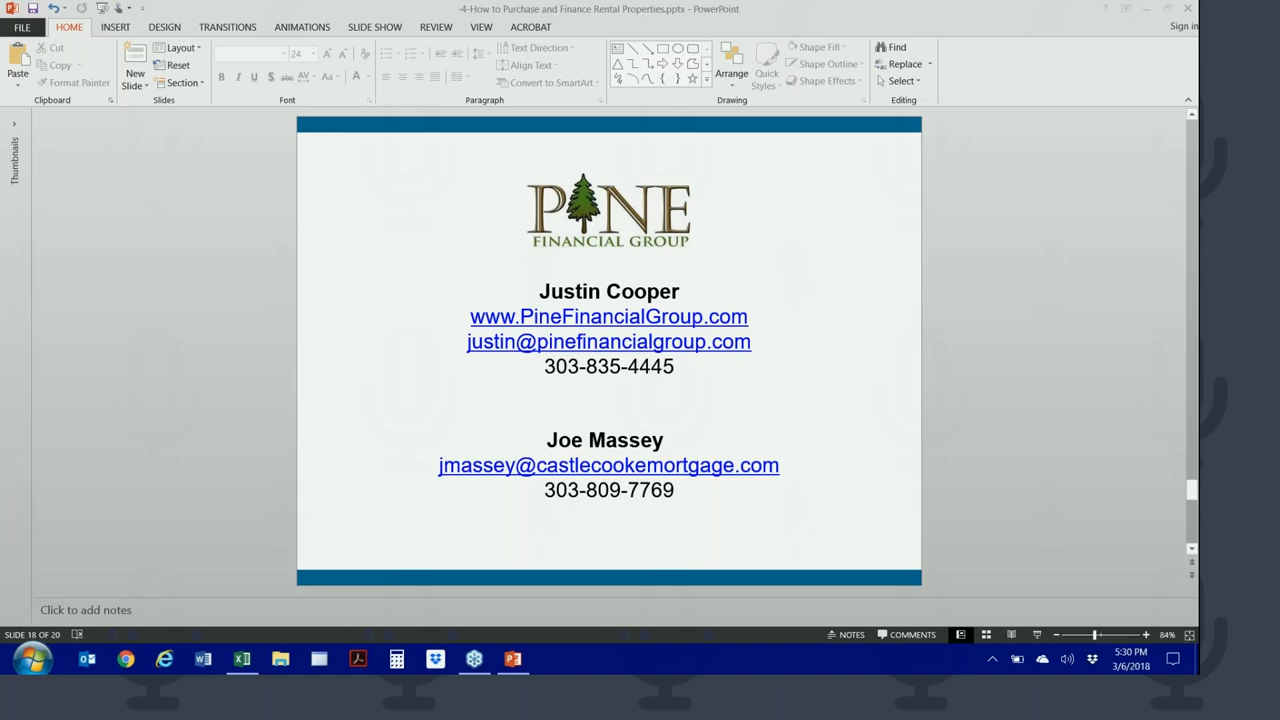 -4-How to Purchase and Finance Rental Properties.pptx - PowerPoint
? 
FILE HOME INSERT DESIGN TRANSITIONS ANIMATIONS SLIDE SHOW REVIEW VIEW ACROBAT Sign in
Paste
Cut
Copy
Format Painter
Clipboard
New
Slide
Layout
Reset
Section
Slides
24
B I U S abc AV Aa A
Font
Text Direction
Align Text
Convert to SmartArt
Paragraph
Arrange
Quick
Styles
Shape Fill
Shape Outline
Shape Effects
Drawing
Find
Replace
Select
Editing
Thumbnails
PINE
FINANCIAL GROUP
Justin Cooper
www.PineFinancialGroup.com
justin@pinefinancialgroup.com
303-835-4445
Joe Massey
jmassey@castlecookemortgage.com
303-809-7769
Click to add notes
SLIDE 18 OF 20 NOTES COMMENTS 84%
5:30 PM
3/6/2018